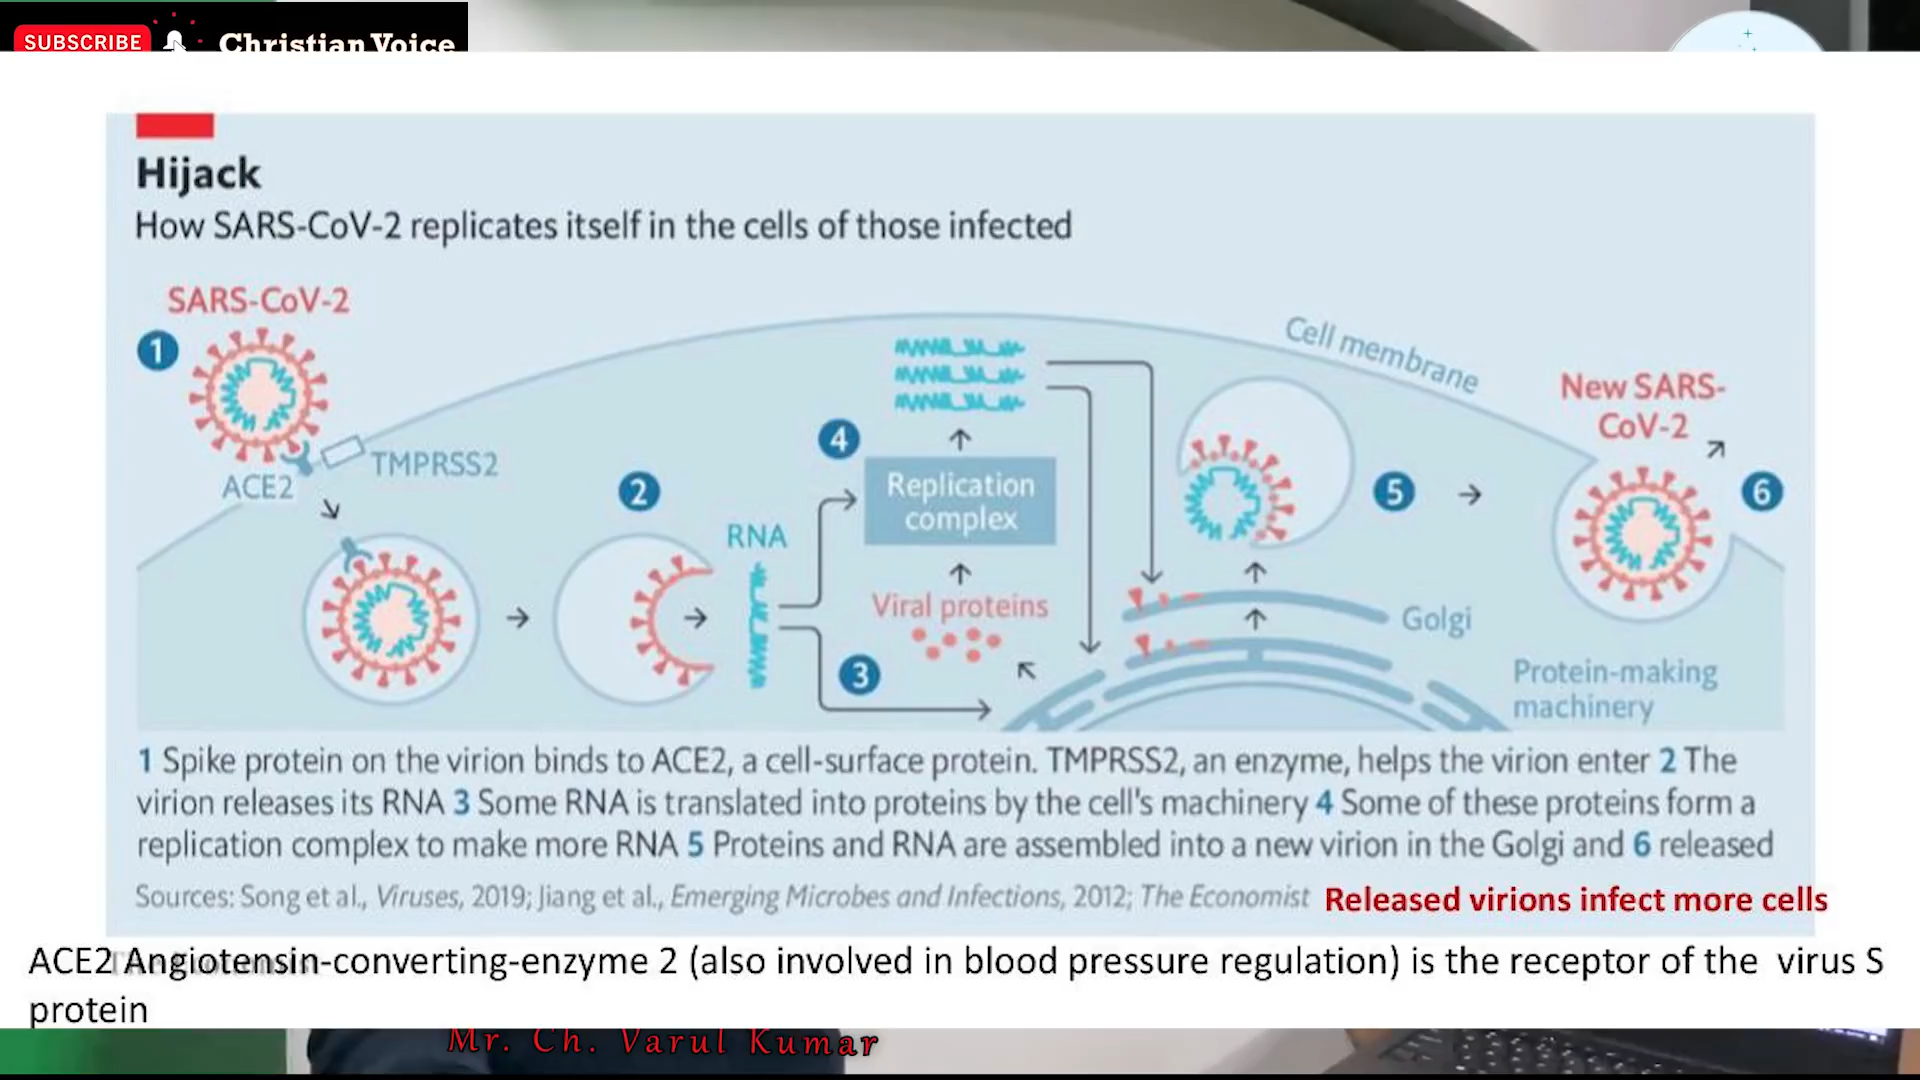 SUBSCRIBE
Christian Voice
Hijack
How SARS-CoV-2 replicates itself in the cells of those infected
SARS-CoV-2
1
ACE2
TMPRSS2
2
RNA
3
4
Replication
complex
Viral proteins
Cell membrane
5
Golgi
Protein-making
machinery
New SARS-
CoV-2
6
1 Spike protein on the virion binds to ACE2, a cell-surface protein. TMPRSS2, an enzyme, helps the virion enter 2 The
virion releases its RNA 3 Some RNA is translated into proteins by the cell's machinery 4 Some of these proteins form a
replication complex to make more RNA 5 Proteins and RNA are assembled into a new virion in the Golgi and 6 released
Sources: Song et al., Viruses, 2019; Jiang et al., Emerging Microbes and Infections, 2012; The Economist
Released virions infect more cells
ACE2 Angiotensin-converting-enzyme 2 (also involved in blood pressure regulation) is the receptor of the virus S
protein
Mr. Ch. Varul Kumar